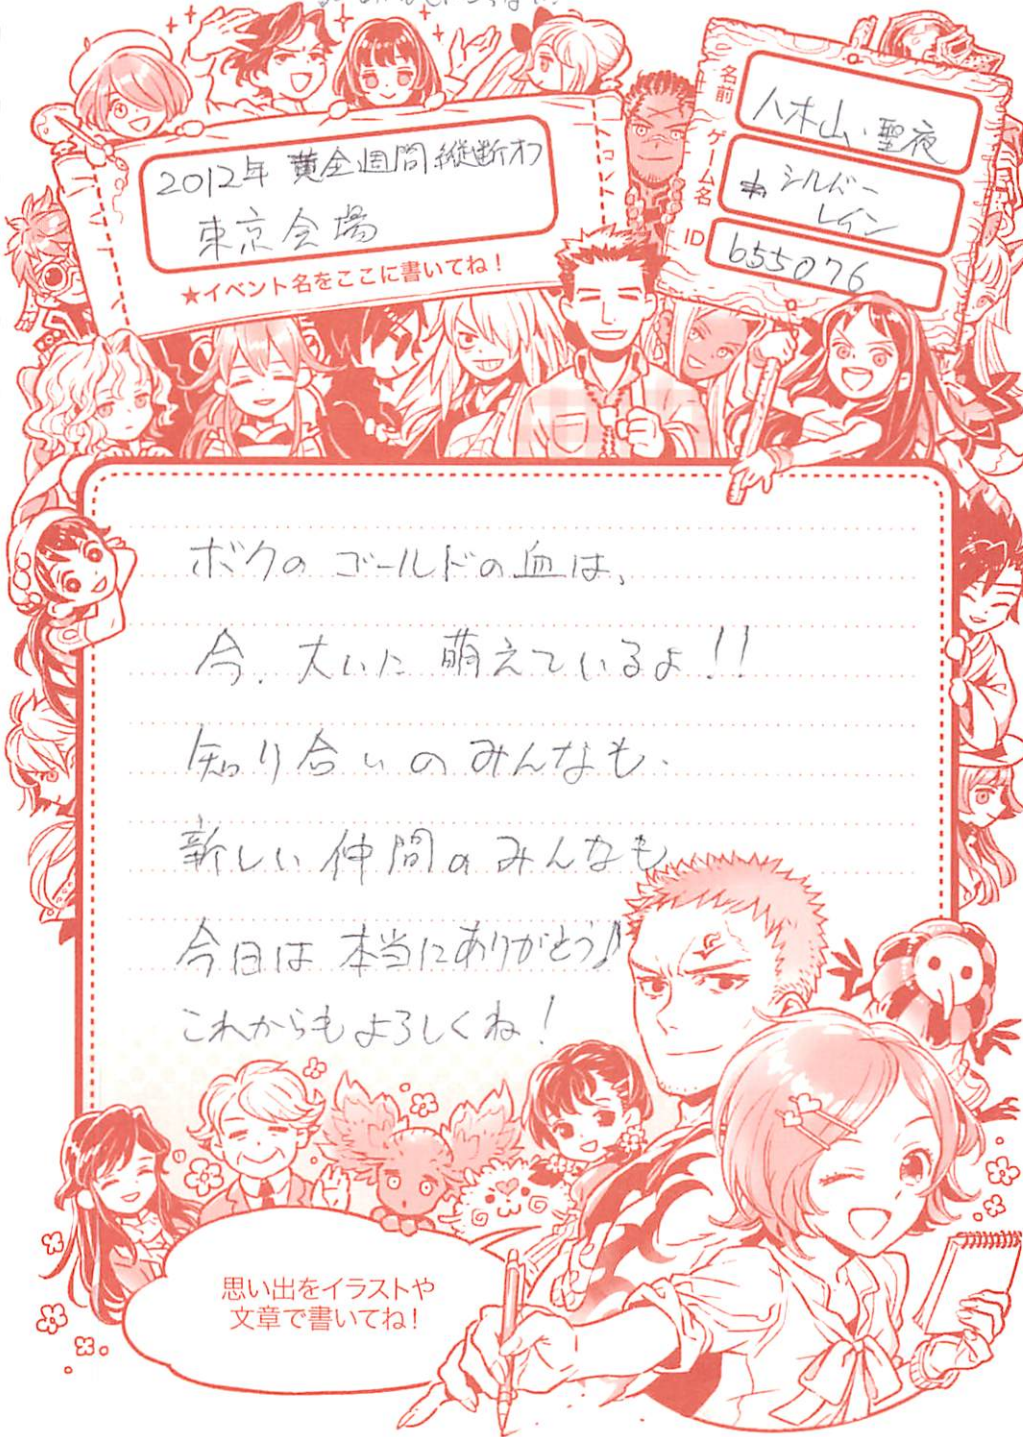 2012年 黄金週間縦断オフ
東京会場
★イベント名をここに書いてね！
名前
八木山・聖夜
ゲーム名
シルバー
レイン
ID
b55076
ボクのゴールドの血は、
今、大いに萌えているよ!!
知り合いのみんなも、
新しい仲間のみんなも
今日は本当にありがとう♪
これからもよろしくね！
思い出をイラストや
文章で書いてね！